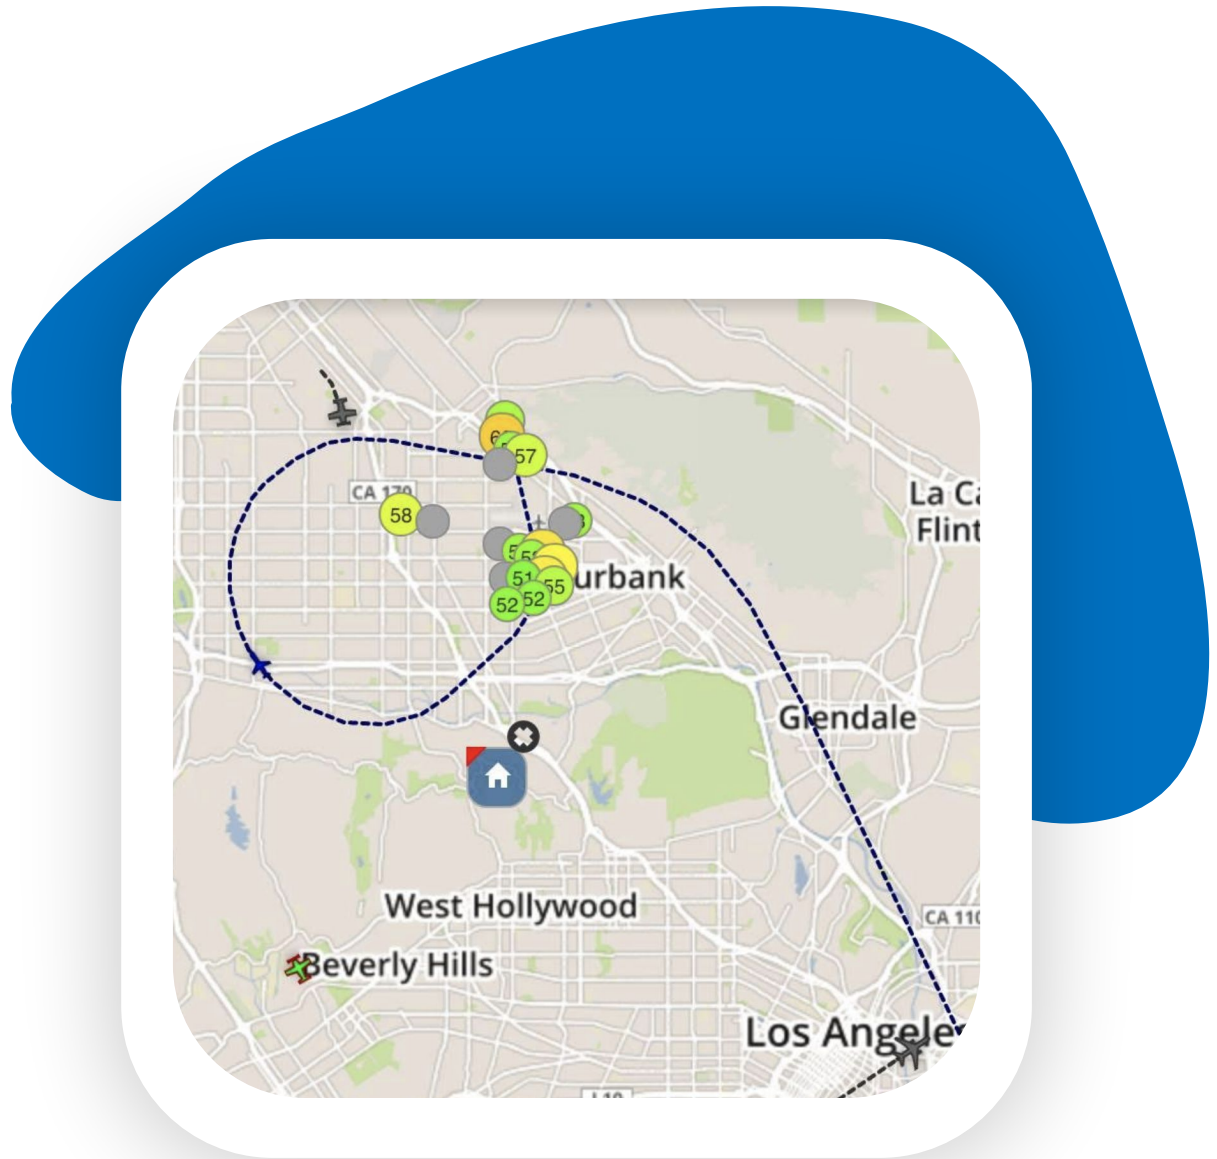 57
CA 170
58
La Ca
Flint
51
55
52
52
urbank
Glendale
CA 110
West Hollywood
Beverly Hills
Los Angele